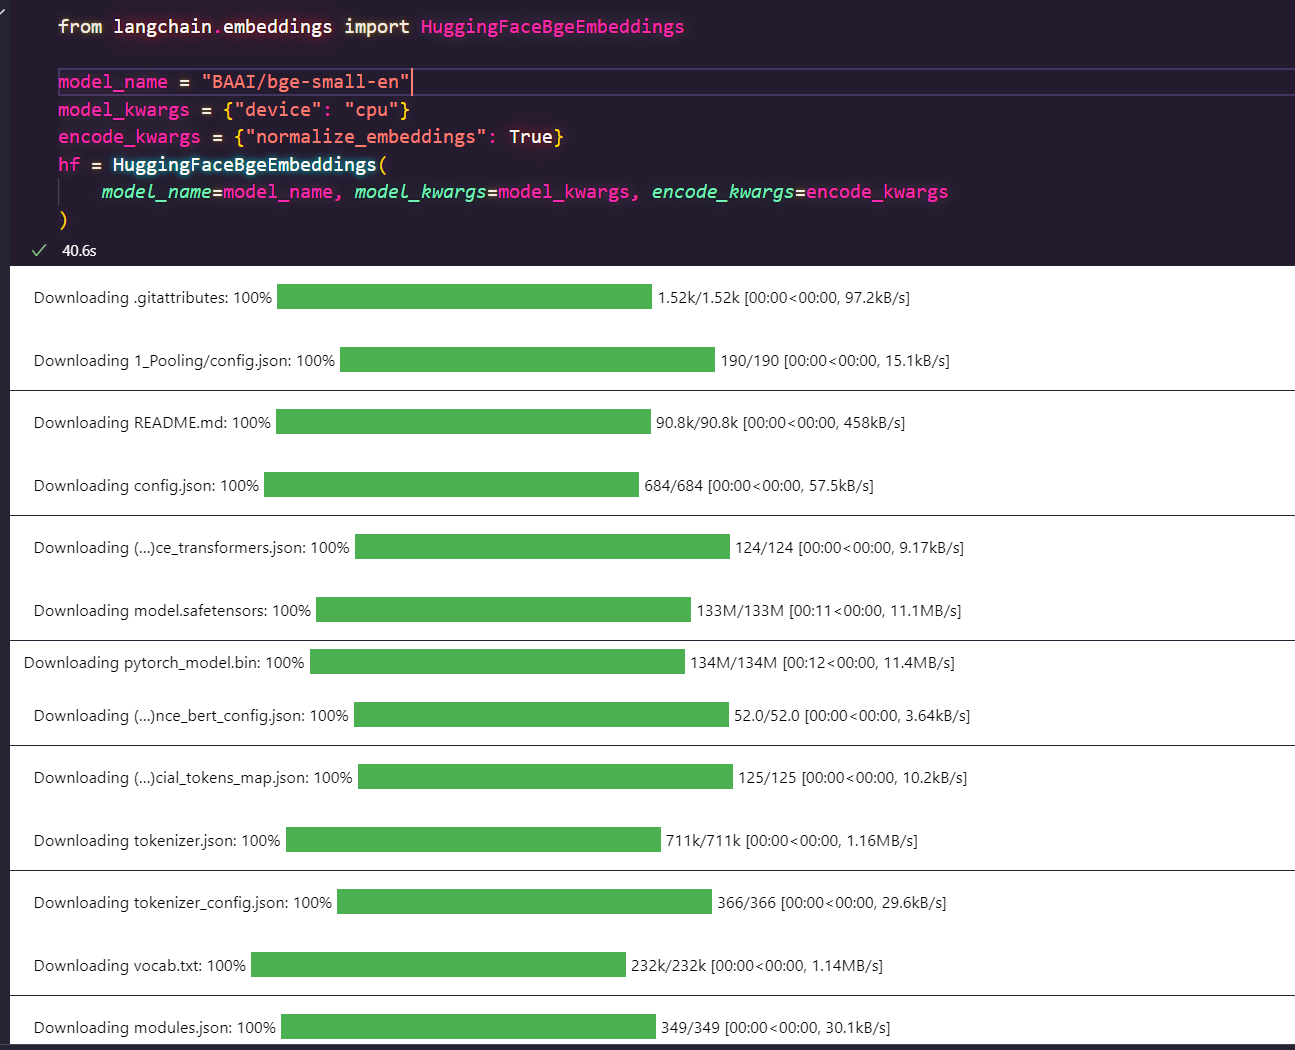 from langchain.embeddings import HuggingFaceBgeEmbeddings
model_name = "BAAI/bge-small-en"
model_kwargs = {"device": "cpu"}
encode_kwargs = {"normalize_embeddings": True}
hf = HuggingFaceBgeEmbeddings(
model_name=model_name, model_kwargs=model_kwargs, encode_kwargs=encode_kwargs
)
40.6s
Downloading .gitattributes: 100% 1.52k/1.52k [00:00<00:00, 97.2kB/s]
Downloading 1_Pooling/config.json: 100% 190/190 [00:00<00:00, 15.1kB/s]
Downloading README.md: 100% 90.8k/90.8k [00:00<00:00, 458kB/s]
Downloading config.json: 100% 684/684 [00:00<00:00, 57.5kB/s]
Downloading (…)ce_transformers.json: 100% 124/124 [00:00<00:00, 9.17kB/s]
Downloading model.safetensors: 100% 133M/133M [00:11<00:00, 11.1MB/s]
Downloading pytorch_model.bin: 100% 134M/134M [00:12<00:00, 11.4MB/s]
Downloading (…)nce_bert_config.json: 100% 52.0/52.0 [00:00<00:00, 3.64kB/s]
Downloading (…)cial_tokens_map.json: 100% 125/125 [00:00<00:00, 10.2kB/s]
Downloading tokenizer.json: 100% 711k/711k [00:00<00:00, 1.16MB/s]
Downloading tokenizer_config.json: 100% 366/366 [00:00<00:00, 29.6kB/s]
Downloading vocab.txt: 100% 232k/232k [00:00<00:00, 1.14MB/s]
Downloading modules.json: 100% 349/349 [00:00<00:00, 30.1kB/s]